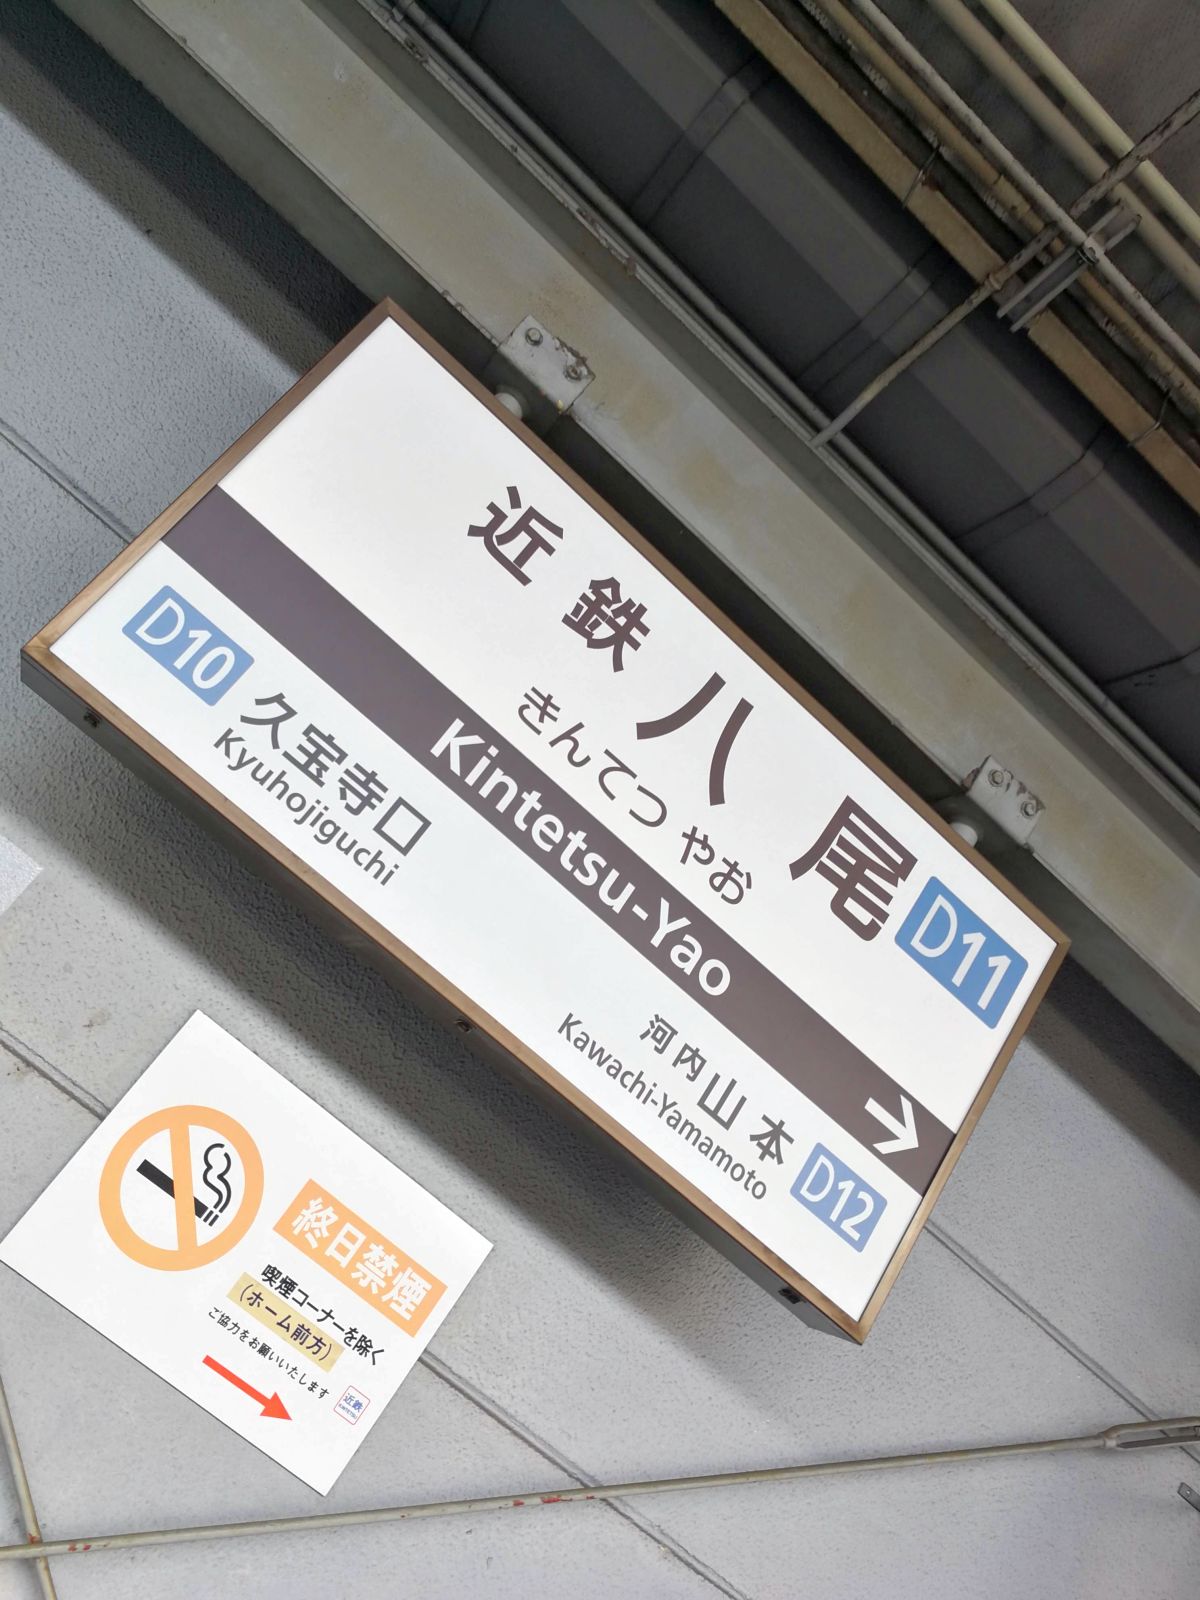 近鉄八尾
D11
きんてつ やお
Kintetsu-Yao
→
D10
久宝寺口
Kyuhojiguchi
河内山本
Kawachi-Yamamoto
D12
終日禁煙
喫煙コーナーを除く
(ホーム前方)
ご協力をお願いいたします
近鉄
KINTETSU